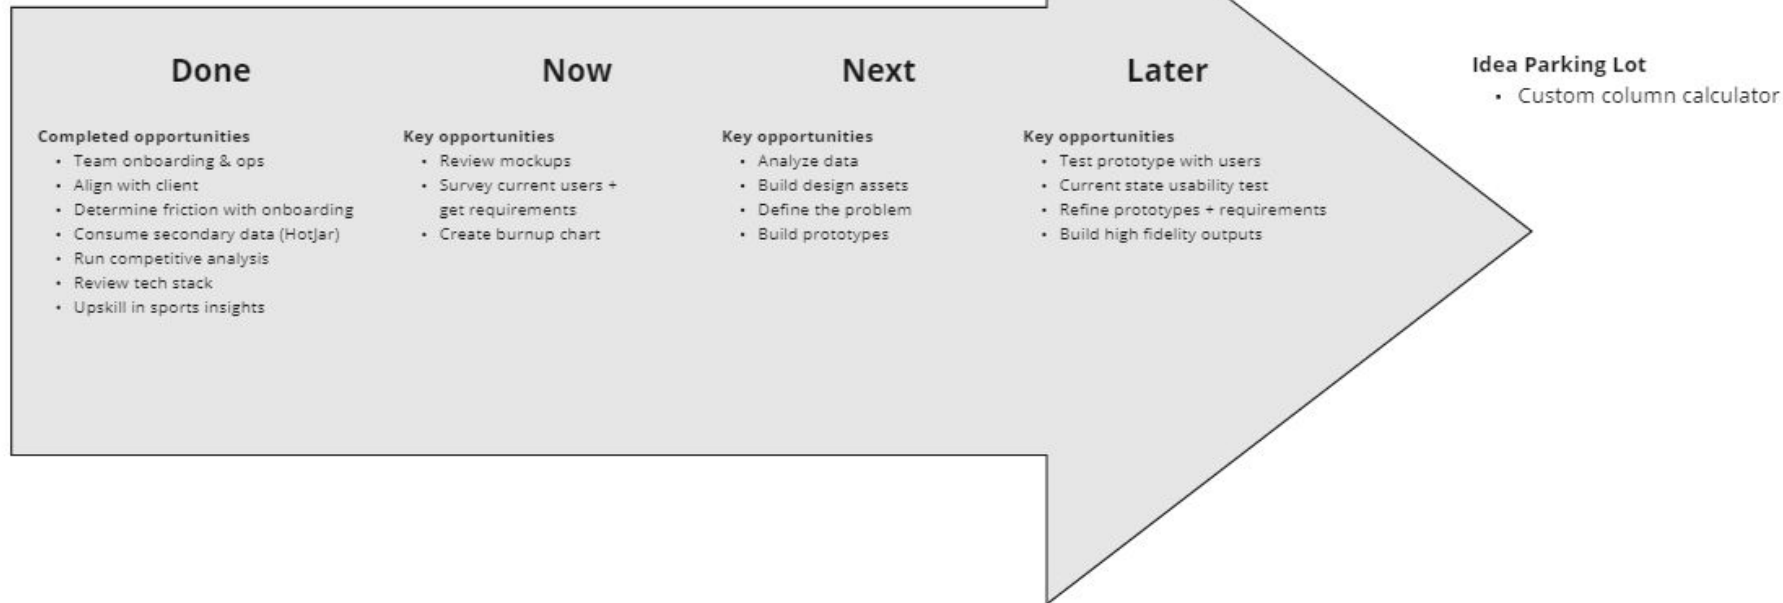 Done
Completed opportunities
• Team onboarding & ops
• Align with client
• Determine friction with onboarding
• Consume secondary data (HotJar)
• Run competitive analysis
• Review tech stack
• Upskill in sports insights
Now
Key opportunities
• Review mockups
• Survey current users +
get requirements
• Create burnup chart
Next
Key opportunities
• Analyze data
• Build design assets
• Define the problem
• Build prototypes
Later
Key opportunities
• Test prototype with users
• Current state usability test
• Refine prototypes + requirements
• Build high fidelity outputs
Idea Parking Lot
• Custom column calculator